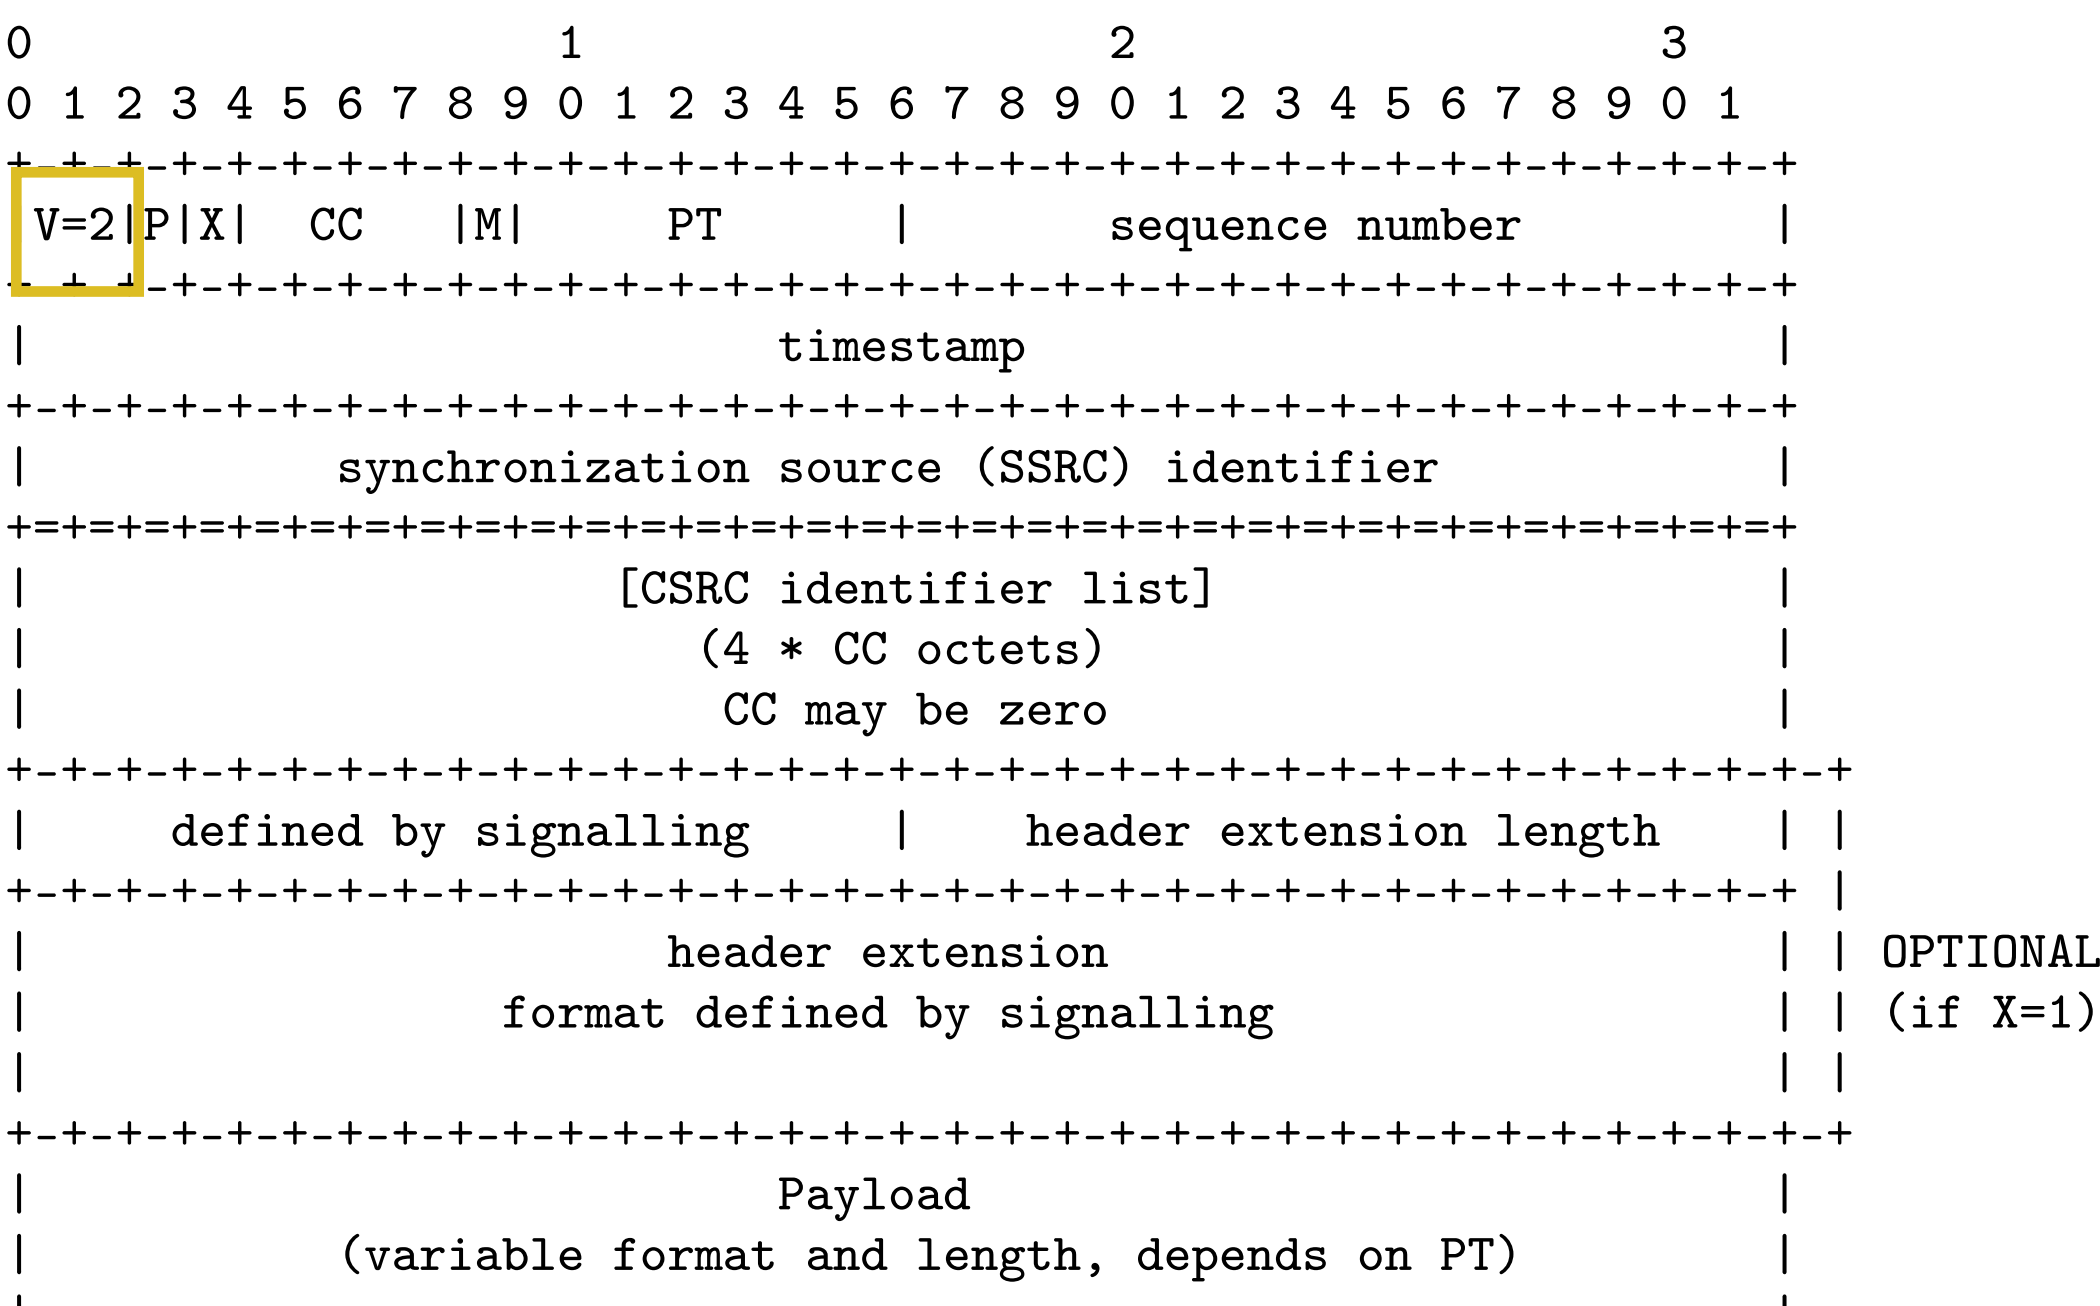 0                   1                   2                   3
0 1 2 3 4 5 6 7 8 9 0 1 2 3 4 5 6 7 8 9 0 1 2 3 4 5 6 7 8 9 0 1
+-+-+-+-+-+-+-+-+-+-+-+-+-+-+-+-+-+-+-+-+-+-+-+-+-+-+-+-+-+-+-+-+
 V=2|P|X|  CC   |M|     PT      |       sequence number         |
+-+-+-+-+-+-+-+-+-+-+-+-+-+-+-+-+-+-+-+-+-+-+-+-+-+-+-+-+-+-+-+-+
|                           timestamp                           |
+-+-+-+-+-+-+-+-+-+-+-+-+-+-+-+-+-+-+-+-+-+-+-+-+-+-+-+-+-+-+-+-+
|           synchronization source (SSRC) identifier            |
+=+=+=+=+=+=+=+=+=+=+=+=+=+=+=+=+=+=+=+=+=+=+=+=+=+=+=+=+=+=+=+=+
|                     [CSRC identifier list]                    |
|                        (4 * CC octets)                        |
|                         CC may be zero                        |
+-+-+-+-+-+-+-+-+-+-+-+-+-+-+-+-+-+-+-+-+-+-+-+-+-+-+-+-+-+-+-+-+-+
|     defined by signalling     |    header extension length    | |
+-+-+-+-+-+-+-+-+-+-+-+-+-+-+-+-+-+-+-+-+-+-+-+-+-+-+-+-+-+-+-+-+ |
|                       header extension                        | | OPTIONAL
|                 format defined by signalling                  | | (if X=1)
|                                                               | |
+-+-+-+-+-+-+-+-+-+-+-+-+-+-+-+-+-+-+-+-+-+-+-+-+-+-+-+-+-+-+-+-+-+
|                           Payload                             |
|           (variable format and length, depends on PT)         |